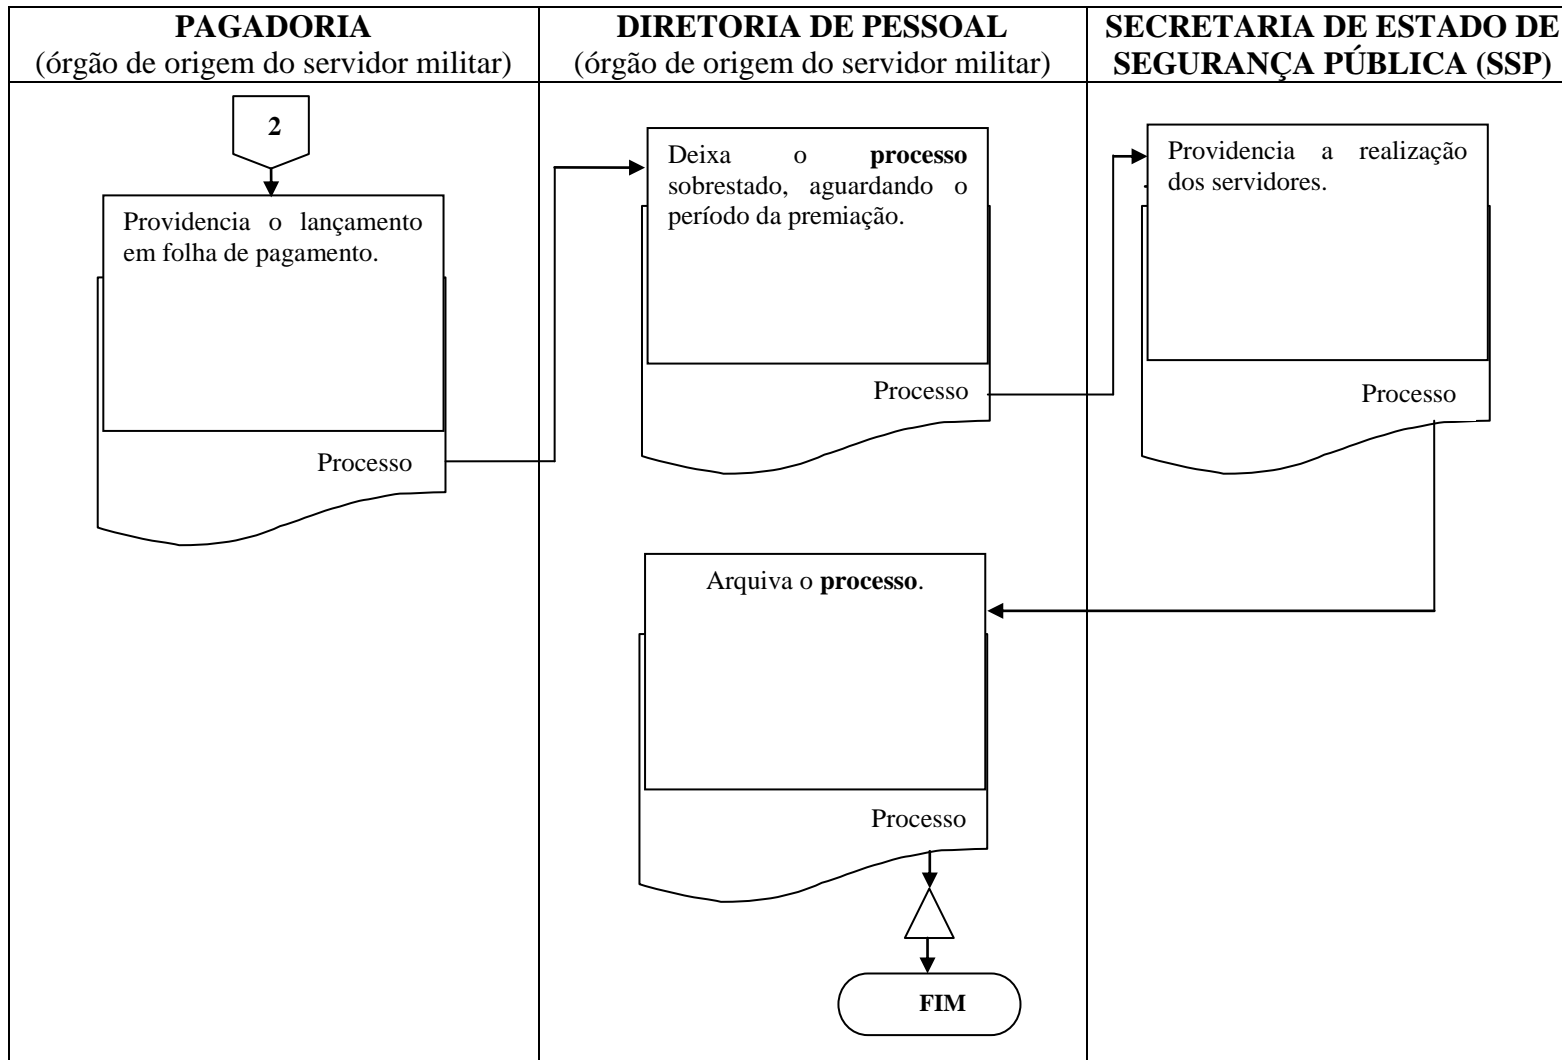 PAGADORIA
(órgão de origem do servidor militar)
DIRETORIA DE PESSOAL
(órgão de origem do servidor militar)
SECRETARIA DE ESTADO DE
SEGURANÇA PÚBLICA (SSP)
2
Providencia o lançamento
em folha de pagamento.
Processo
Deixa o processo
sobrestado, aguardando o
período da premiação.
Processo
Providencia a realização
dos servidores.
Processo
Arquiva o processo.
Processo
FIM